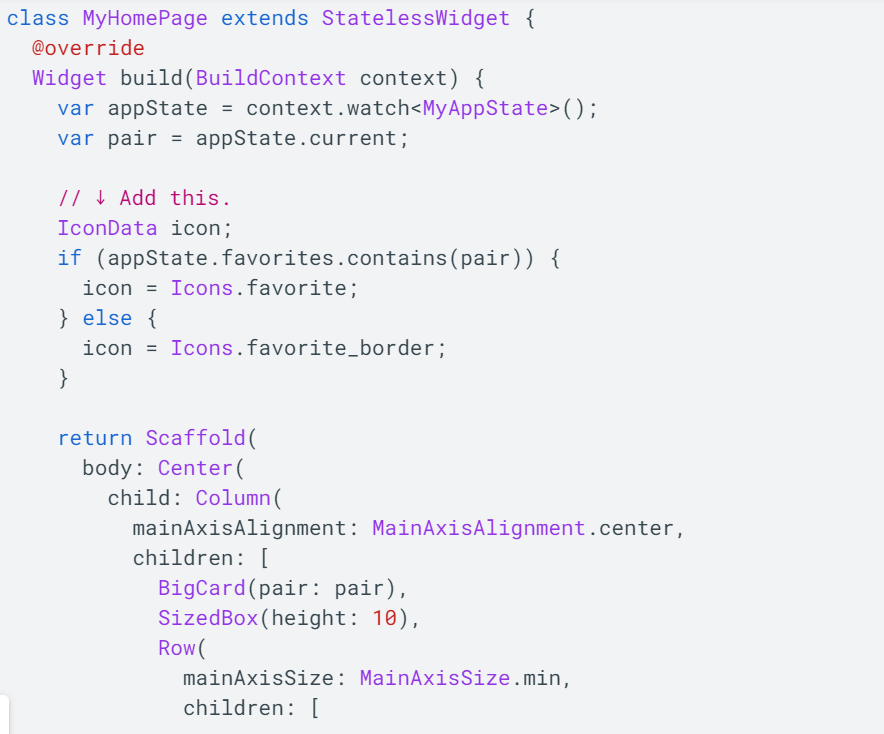 class MyHomePage extends StatelessWidget {
  @override
  Widget build(BuildContext context) {
    var appState = context.watch<MyAppState>();
    var pair = appState.current;

    // ↓ Add this.
    IconData icon;
    if (appState.favorites.contains(pair)) {
      icon = Icons.favorite;
    } else {
      icon = Icons.favorite_border;
    }

    return Scaffold(
      body: Center(
        child: Column(
          mainAxisAlignment: MainAxisAlignment.center,
          children: [
            BigCard(pair: pair),
            SizedBox(height: 10),
            Row(
              mainAxisSize: MainAxisSize.min,
              children: [